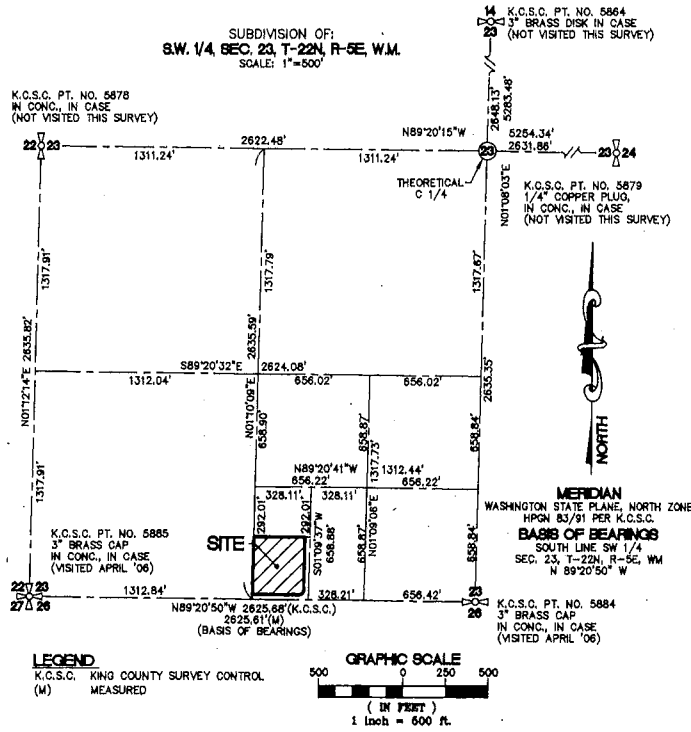 SUBDIVISION OF:
S.W. 1/4, SEC. 23, T-22N, R-5E, W.M.
SCALE: 1"=500'
14
23
K.C.S.C. PT. NO. 5864
3" BRASS DISK IN CASE
(NOT VISITED THIS SURVEY)
K.C.S.C. PT. NO. 5878
IN CONC., IN CASE
(NOT VISITED THIS SURVEY)
2648.13'
5283.48'
22 23
2622.48'
N89°20'15"W
5254.34'
1311.24'
1311.24'
23
2631.86'
23 24
THEORETICAL
C 1/4
N01°08'03"E
K.C.S.C. PT. NO. 5879
1/4" COPPER PLUG,
IN CONC., IN CASE
(NOT VISITED THIS SURVEY)
1317.91'
1317.79'
1317.67'
2635.82'
2635.59'
2635.35'
S89°20'32"E
2624.08'
1312.04'
656.02'
656.02'
N01°12'14"E
N01°10'09"E
658.90'
658.87'
1317.73'
658.84'
N89°20'41"W
1312.44'
656.22'
656.22'
328.11'
328.11'
NORTH
MERIDIAN
WASHINGTON STATE PLANE, NORTH ZONE
HPGN 83/91 PER K.C.S.C.
BASIS OF BEARINGS
SOUTH LINE SW 1/4
SEC. 23, T-22N, R-5E, WM
N 89°20'50" W
1317.91'
292.01'
292.01'
S01°09'37"W
658.88'
658.87'
N01°09'08"E
658.84'
K.C.S.C. PT. NO. 5885
3" BRASS CAP
IN CONC., IN CASE
(VISITED APRIL '06)
SITE
22 23
27 26
1312.84'
328.21'
656.42'
23
26
N89°20'50"W 2625.68'(K.C.S.C.)
2625.61'(M)
(BASIS OF BEARINGS)
K.C.S.C. PT. NO. 5884
3" BRASS CAP
IN CONC., IN CASE
(VISITED APRIL '06)
LEGEND
K.C.S.C. KING COUNTY SURVEY CONTROL
(M) MEASURED
GRAPHIC SCALE
500 0 250 500
( IN FEET )
1 inch = 500 ft.